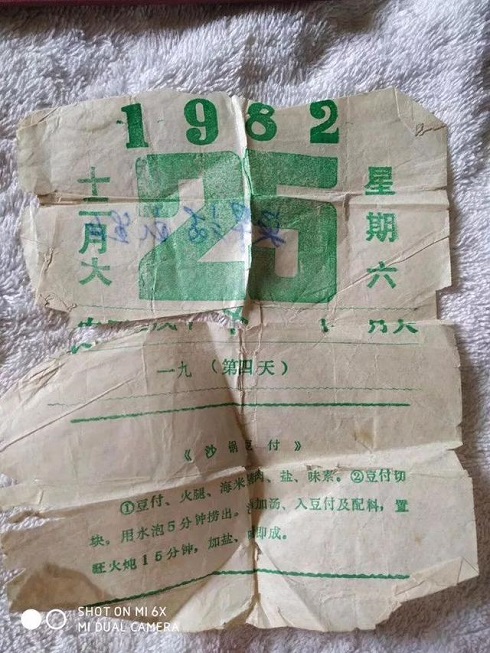 1982
十二月大
25
星期六
一九 （第四天）
《沙锅豆付》
①豆付、火腿、海米 肉、盐、味素。②豆付切
块。用水泡5分钟捞出。 加汤、入豆付及配料，置
旺火炖15分钟，加盐、 即成。
SHOT ON MI 6X
MI DUAL CAMERA